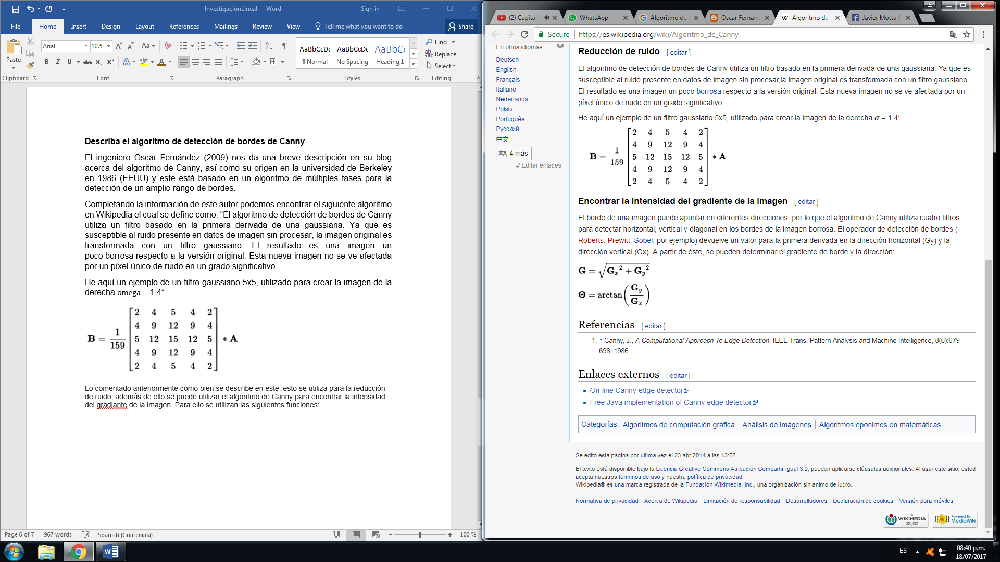 InvestigacionLineal - Word
Sign in
File Home Insert Design Layout References Mailings Review View Tell me what you want to do Share
Paste
Arial 10.5
B I U abc X₂ X²
AaBbCcDc AaBbCcDc AaBbCc
¶ Normal No Spacing Heading 1
Find
Replace
Select
Clipboard Font Paragraph Styles Editing
Describa el algoritmo de detección de bordes de Canny
El ingeniero Oscar Fernández (2009) nos da una breve descripción en su blog
acerca del algoritmo de Canny, así como su origen en la universidad de Berkeley
en 1986 (EEUU) y este está basado en un algoritmo de múltiples fases para la
detección de un amplio rango de bordes.
Completando la información de este autor podemos encontrar el siguiente algoritmo
en Wikipedia el cual se define como: “El algoritmo de detección de bordes de Canny
utiliza un filtro basado en la primera derivada de una gaussiana. Ya que es
susceptible al ruido presente en datos de imagen sin procesar, la imagen original es
transformada con un filtro gaussiano. El resultado es una imagen un
poco borrosa respecto a la versión original. Esta nueva imagen no se ve afectada
por un píxel único de ruido en un grado significativo.
He aquí un ejemplo de un filtro gaussiano 5x5, utilizado para crear la imagen de la
derecha omega = 1.4”
2 4 5 4 2
4 9 12 9 4
B = 1/159 5 12 15 12 5 * A
4 9 12 9 4
2 4 5 4 2
Lo comentado anteriormente como bien se describe en este, esto se utiliza para la reducción
de ruido, además de ello se puede utilizar el algoritmo de Canny para encontrar la intensidad
del gradiante de la imagen. Para ello se utilizan las siguientes funciones:
Page 6 of 7 967 words Spanish (Guatemala) 100 %
(2) Capital WhatsApp Algoritmo de Oscar Fernand Algoritmo de Javier Motta S
Secure https://es.wikipedia.org/wiki/Algoritmo_de_Canny
En otros idiomas
Deutsch
English
Français
Italiano
Nederlands
Polski
Português
Русский
中文
4 más
Editar enlaces
Reducción de ruido [ editar ]
El algoritmo de detección de bordes de Canny utiliza un filtro basado en la primera derivada de una gaussiana. Ya que es
susceptible al ruido presente en datos de imagen sin procesar,la imagen original es transformada con un filtro gaussiano.
El resultado es una imagen un poco borrosa respecto a la versión original. Esta nueva imagen no se ve afectada por un
píxel único de ruido en un grado significativo.
He aquí un ejemplo de un filtro gaussiano 5x5, utilizado para crear la imagen de la derecha σ = 1.4:
2 4 5 4 2
4 9 12 9 4
B = 1/159 5 12 15 12 5 * A
4 9 12 9 4
2 4 5 4 2
Encontrar la intensidad del gradiente de la imagen [ editar ]
El borde de una imagen puede apuntar en diferentes direcciones, por lo que el algoritmo de Canny utiliza cuatro filtros
para detectar horizontal, vertical y diagonal en los bordes de la imagen borrosa. El operador de detección de bordes (
Roberts, Prewitt, Sobel, por ejemplo) devuelve un valor para la primera derivada en la dirección horizontal (Gy) y la
dirección vertical (Gx). A partir de éste, se pueden determinar el gradiente de borde y la dirección:
G = √(Gₓ² + Gᵧ²)
Θ = arctan(Gᵧ/Gₓ)
Referencias [ editar ]
1. ↑ Canny, J., A Computational Approach To Edge Detection, IEEE Trans. Pattern Analysis and Machine Intelligence, 8(6):679–
698, 1986
Enlaces externos [ editar ]
On-line Canny edge detector
Free Java implementation of Canny edge detector
Categorías: Algoritmos de computación gráfica | Análisis de imágenes | Algoritmos epónimos en matemáticas
Se editó esta página por última vez el 23 abr 2014 a las 13:08.
El texto está disponible bajo la Licencia Creative Commons Atribución Compartir Igual 3.0; pueden aplicarse cláusulas adicionales. Al usar este sitio, usted
acepta nuestros términos de uso y nuestra política de privacidad.
Wikipedia® es una marca registrada de la Fundación Wikimedia, Inc., una organización sin ánimo de lucro.
Normativa de privacidad Acerca de Wikipedia Limitación de responsabilidad Desarrolladores Declaración de cookies Versión para móviles
a WIKIMEDIA project
Powered By MediaWiki
ES
08:40 p.m.
18/07/2017